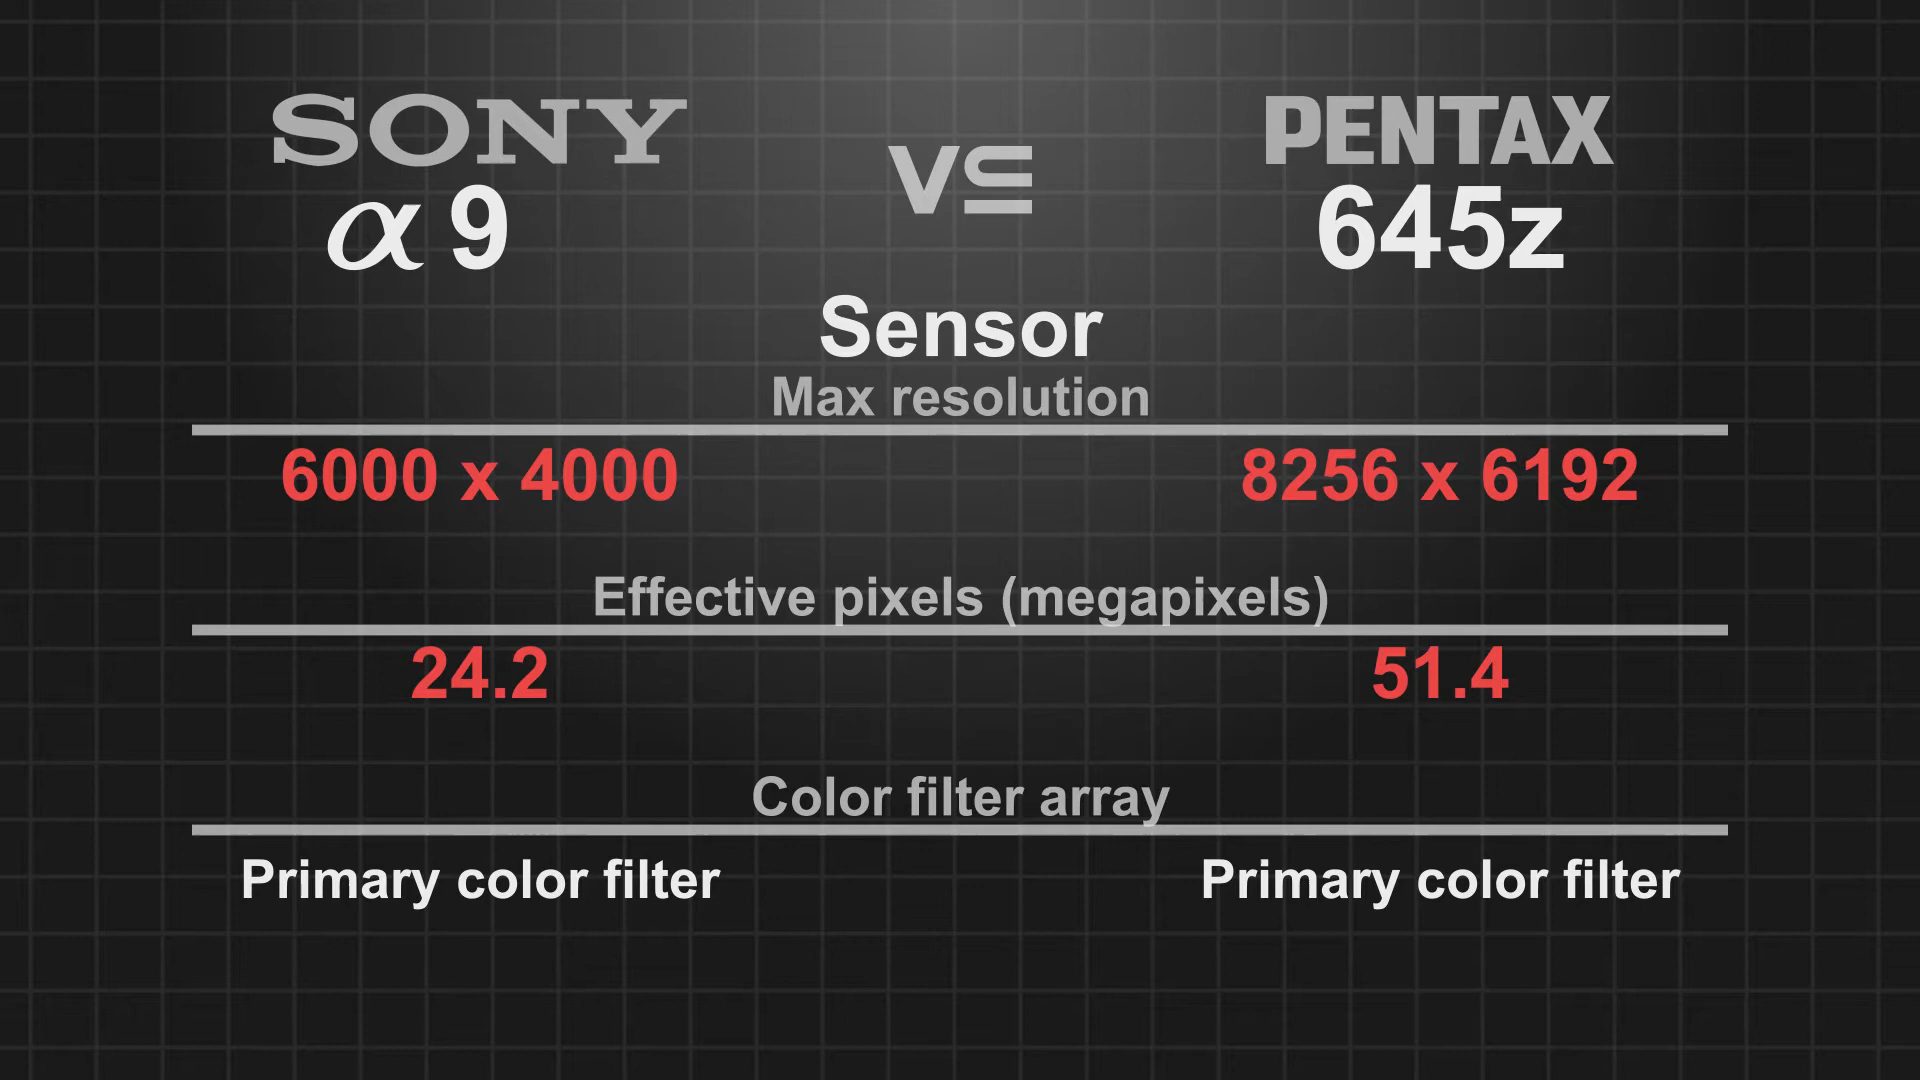 SONY
α 9
VS
PENTAX
645z
Sensor
Max resolution
6000 x 4000
8256 x 6192
Effective pixels (megapixels)
24.2
51.4
Color filter array
Primary color filter
Primary color filter